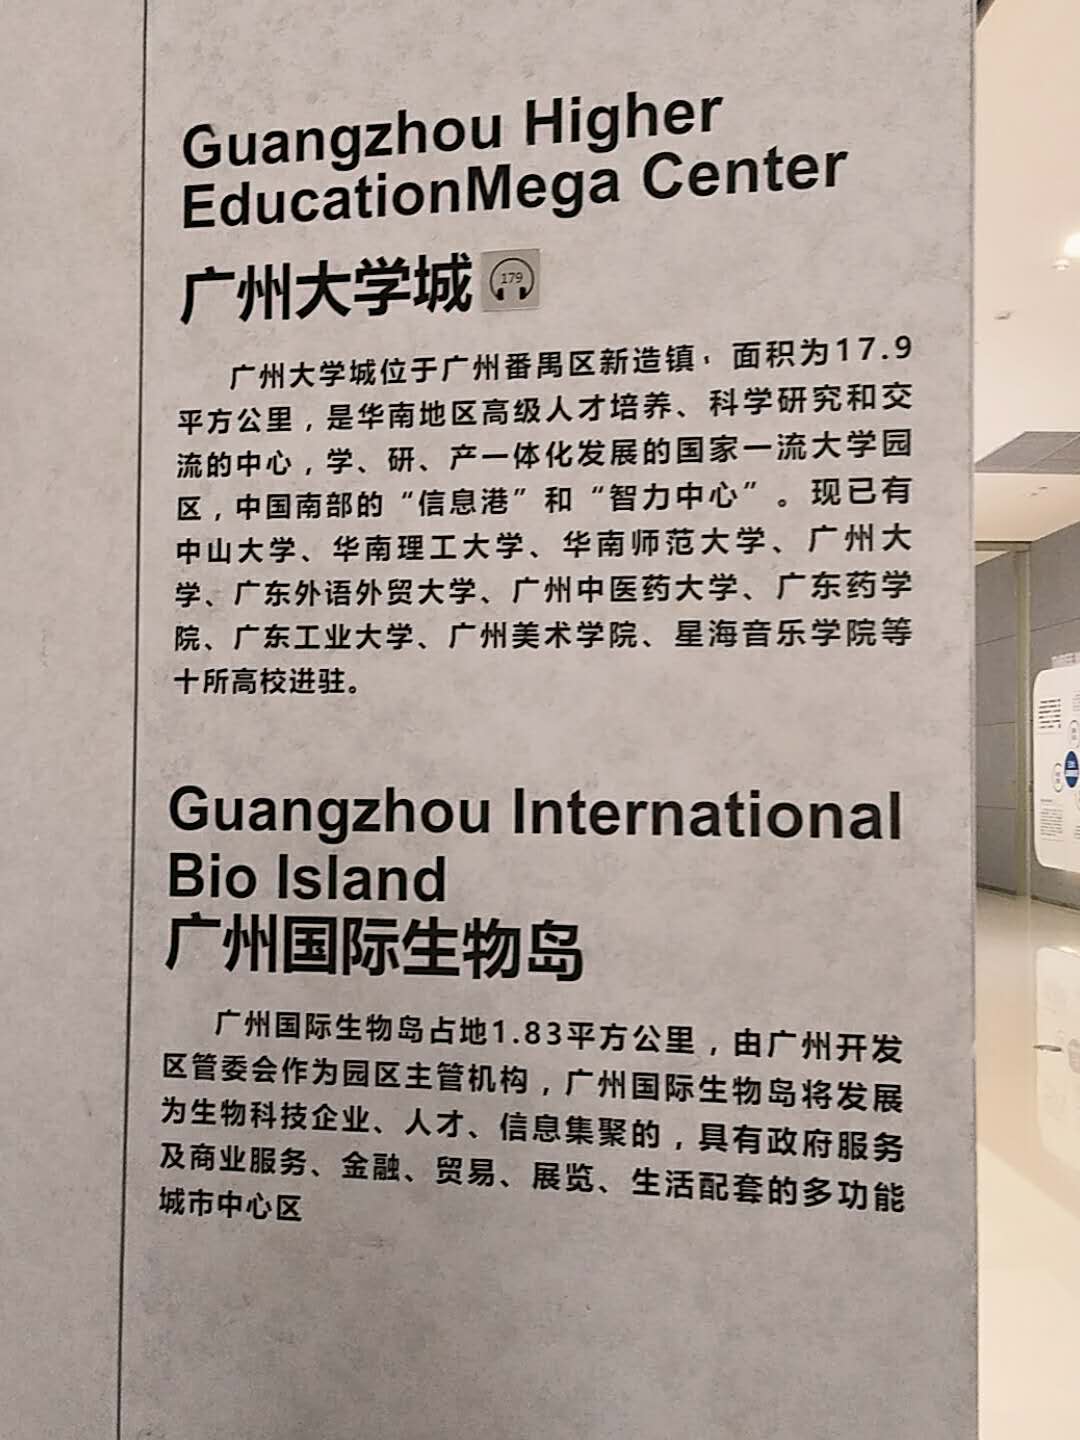 Guangzhou Higher
EducationMega Center
广州大学城
179
广州大学城位于广州番禺区新造镇，面积为17.9
平方公里，是华南地区高级人才培养、科学研究和交
流的中心，学、研、产一体化发展的国家一流大学园
区，中国南部的“信息港”和“智力中心”。现已有
中山大学、华南理工大学、华南师范大学、广州大
学、广东外语外贸大学、广州中医药大学、广东药学
院、广东工业大学、广州美术学院、星海音乐学院等
十所高校进驻。
Guangzhou International
Bio Island
广州国际生物岛
广州国际生物岛占地1.83平方公里，由广州开发
区管委会作为园区主管机构，广州国际生物岛将发展
为生物科技企业、人才、信息集聚的，具有政府服务
及商业服务、金融、贸易、展览、生活配套的多功能
城市中心区